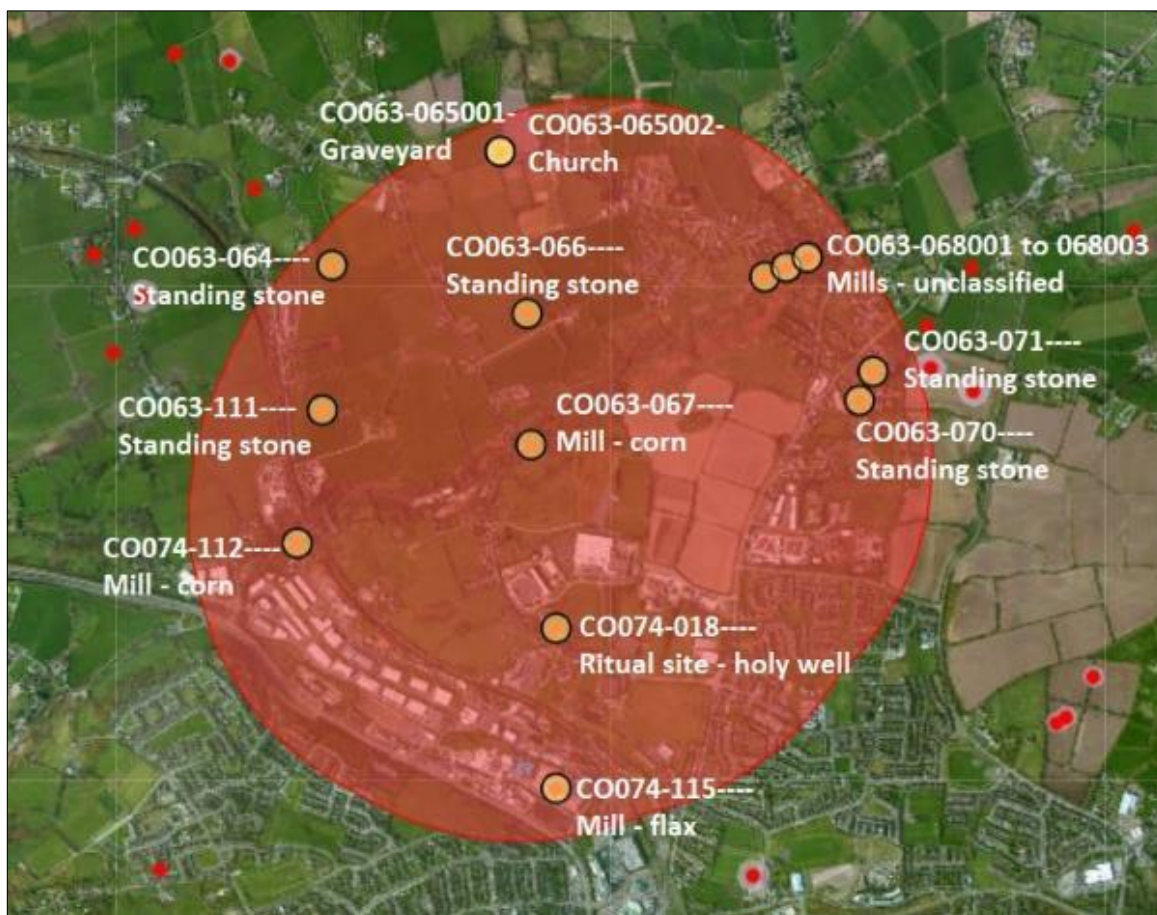 CO063-065001-
Graveyard
CO063-065002-
Church
CO063-064----
Standing stone
CO063-066----
Standing stone
CO063-068001 to 068003
Mills - unclassified
CO063-071----
Standing stone
CO063-111----
Standing stone
CO063-067----
Mill - corn
CO063-070----
Standing stone
CO074-112----
Mill - corn
CO074-018----
Ritual site - holy well
CO074-115----
Mill - flax